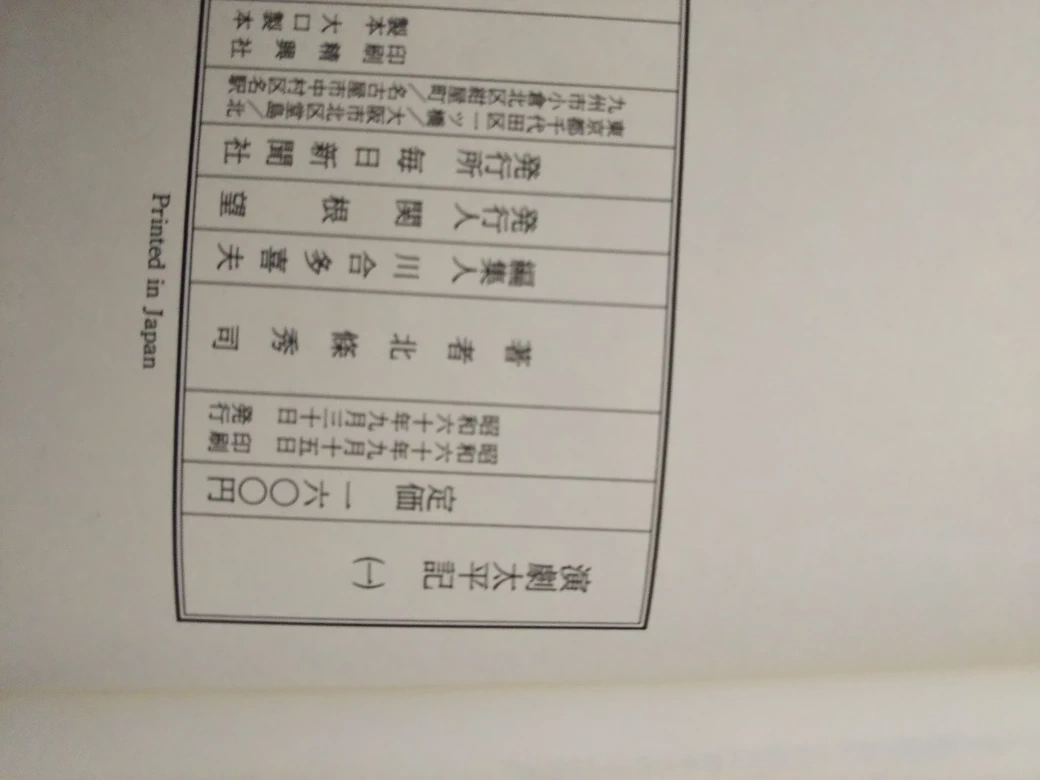 演劇太平記 (一)
定価 一六〇〇円
昭和六十年九月十五日 印刷
昭和六十年九月三十日 発行
著者 北條秀司
編集人 川合多喜夫
発行人 関根望
発行所 毎日新聞社
東京都千代田区一ツ橋／大阪市北区堂島／北
九州市小倉北区紺屋町／名古屋市中村区名駅
印刷 精興社
製本 大口製本
Printed in Japan